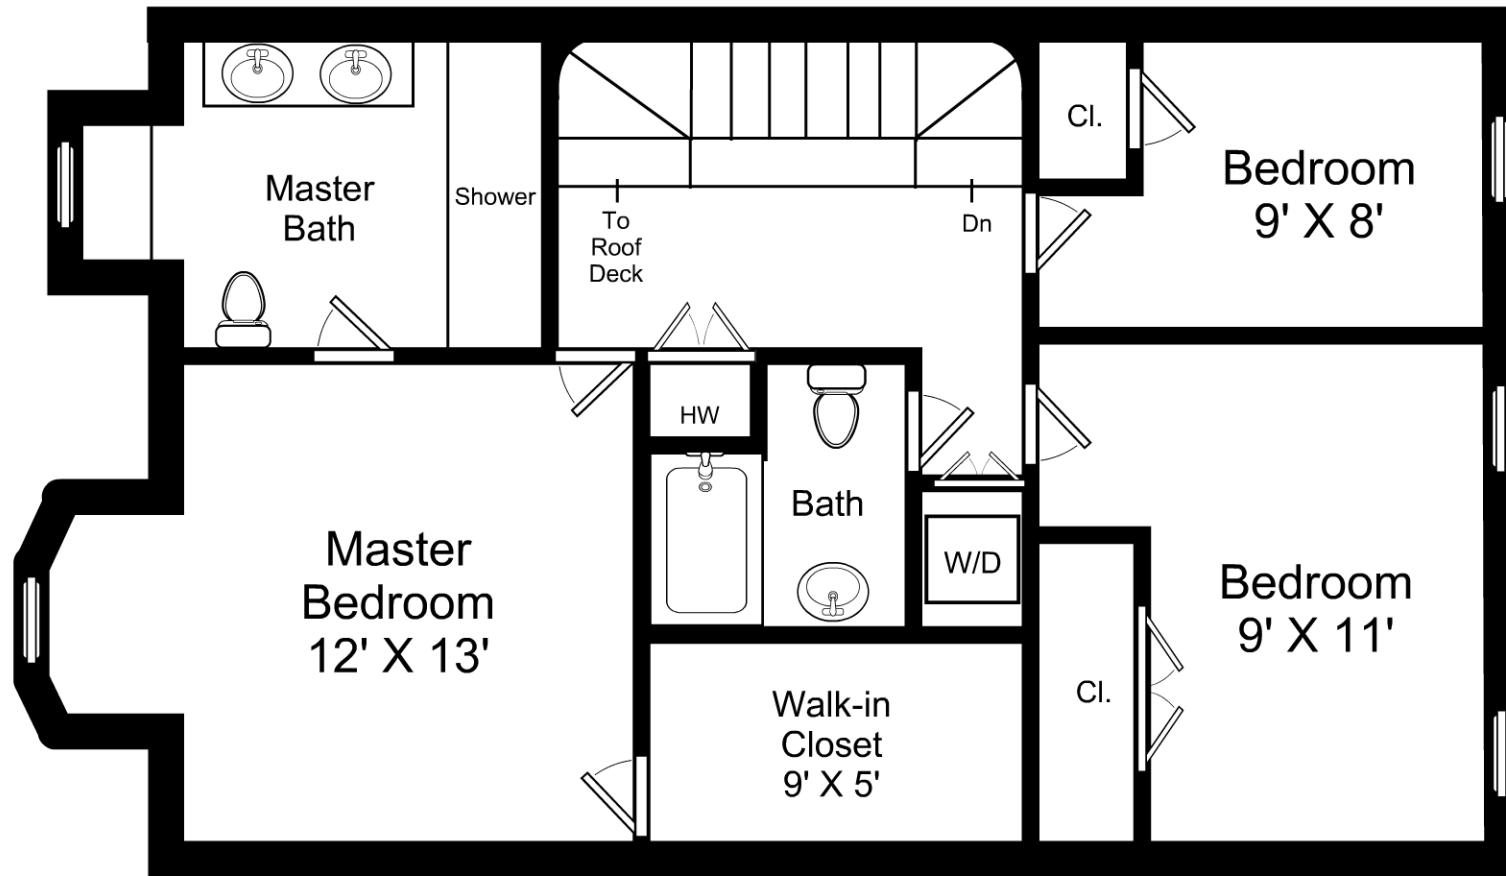 Master
Bath
Shower
To
Roof
Deck
Dn
Cl.
Bedroom
9' X 8'
HW
Bath
W/D
Master
Bedroom
12' X 13'
Walk-in
Closet
9' X 5'
Cl.
Bedroom
9' X 11'